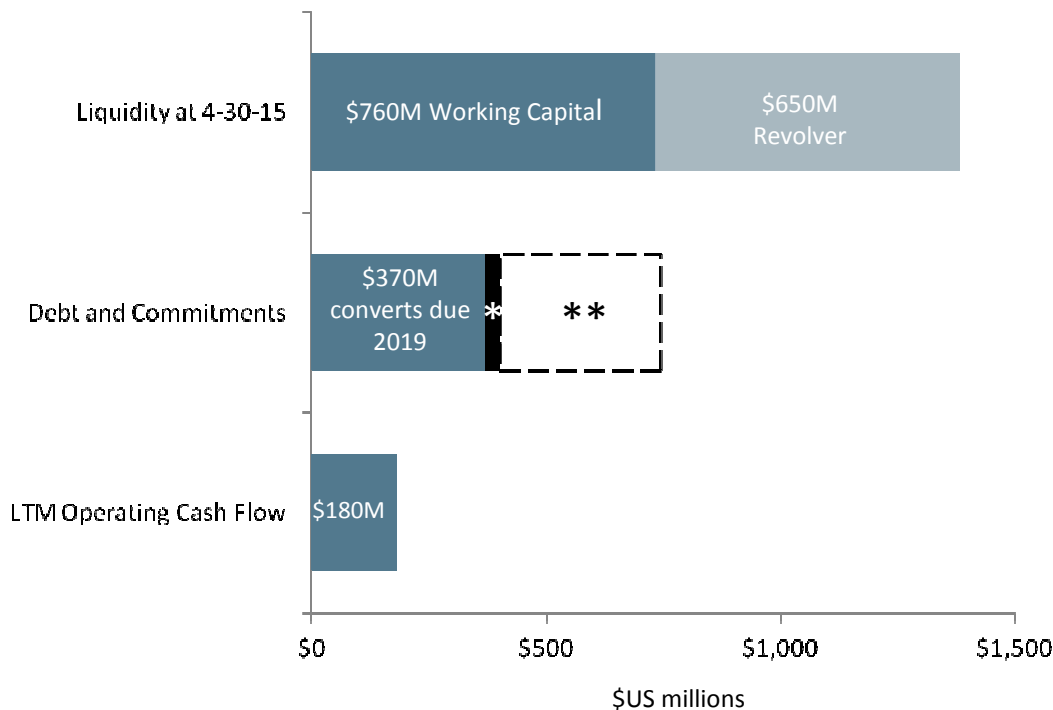 Liquidity at 4-30-15
$760M Working Capital
$650M
Revolver
Debt and Commitments
$370M
converts due
2019
*
**
LTM Operating Cash Flow
$180M
$0
$500
$1,000
$1,500
$US millions